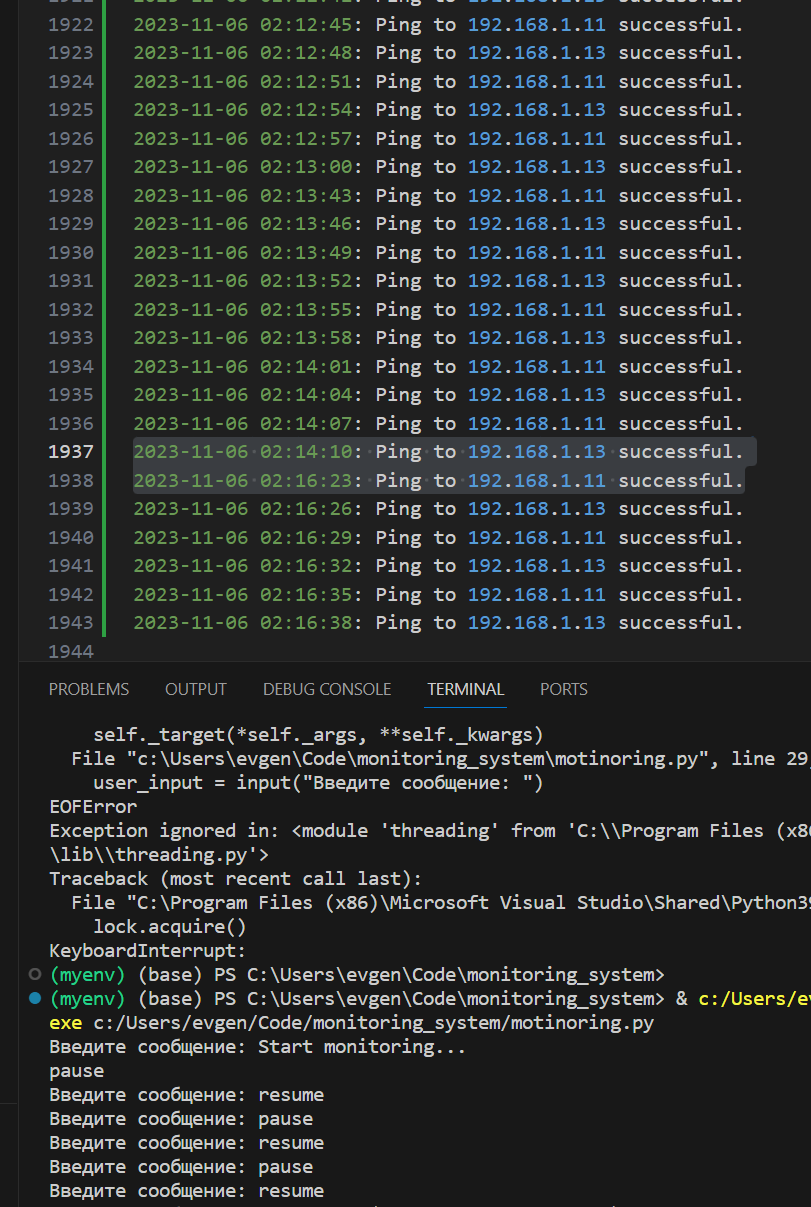 1922 2023-11-06 02:12:45: Ping to 192.168.1.11 successful.
1923 2023-11-06 02:12:48: Ping to 192.168.1.13 successful.
1924 2023-11-06 02:12:51: Ping to 192.168.1.11 successful.
1925 2023-11-06 02:12:54: Ping to 192.168.1.13 successful.
1926 2023-11-06 02:12:57: Ping to 192.168.1.11 successful.
1927 2023-11-06 02:13:00: Ping to 192.168.1.13 successful.
1928 2023-11-06 02:13:43: Ping to 192.168.1.11 successful.
1929 2023-11-06 02:13:46: Ping to 192.168.1.13 successful.
1930 2023-11-06 02:13:49: Ping to 192.168.1.11 successful.
1931 2023-11-06 02:13:52: Ping to 192.168.1.13 successful.
1932 2023-11-06 02:13:55: Ping to 192.168.1.11 successful.
1933 2023-11-06 02:13:58: Ping to 192.168.1.13 successful.
1934 2023-11-06 02:14:01: Ping to 192.168.1.11 successful.
1935 2023-11-06 02:14:04: Ping to 192.168.1.13 successful.
1936 2023-11-06 02:14:07: Ping to 192.168.1.11 successful.
1937 2023-11-06 02:14:10: Ping to 192.168.1.13 successful.
1938 2023-11-06 02:16:23: Ping to 192.168.1.11 successful.
1939 2023-11-06 02:16:26: Ping to 192.168.1.13 successful.
1940 2023-11-06 02:16:29: Ping to 192.168.1.11 successful.
1941 2023-11-06 02:16:32: Ping to 192.168.1.13 successful.
1942 2023-11-06 02:16:35: Ping to 192.168.1.11 successful.
1943 2023-11-06 02:16:38: Ping to 192.168.1.13 successful.
1944
PROBLEMS OUTPUT DEBUG CONSOLE TERMINAL PORTS
self._target(*self._args, **self._kwargs)
File "c:\Users\evgen\Code\monitoring_system\motinoring.py", line 29,
user_input = input("Введите сообщение: ")
EOFError
Exception ignored in: <module 'threading' from 'C:\\Program Files (x86
\lib\\threading.py'>
Traceback (most recent call last):
File "C:\Program Files (x86)\Microsoft Visual Studio\Shared\Python39
lock.acquire()
KeyboardInterrupt:
(myenv) (base) PS C:\Users\evgen\Code\monitoring_system>
(myenv) (base) PS C:\Users\evgen\Code\monitoring_system> & c:/Users/ev
exe c:/Users/evgen/Code/monitoring_system/motinoring.py
Введите сообщение: Start monitoring...
pause
Введите сообщение: resume
Введите сообщение: pause
Введите сообщение: resume
Введите сообщение: pause
Введите сообщение: resume